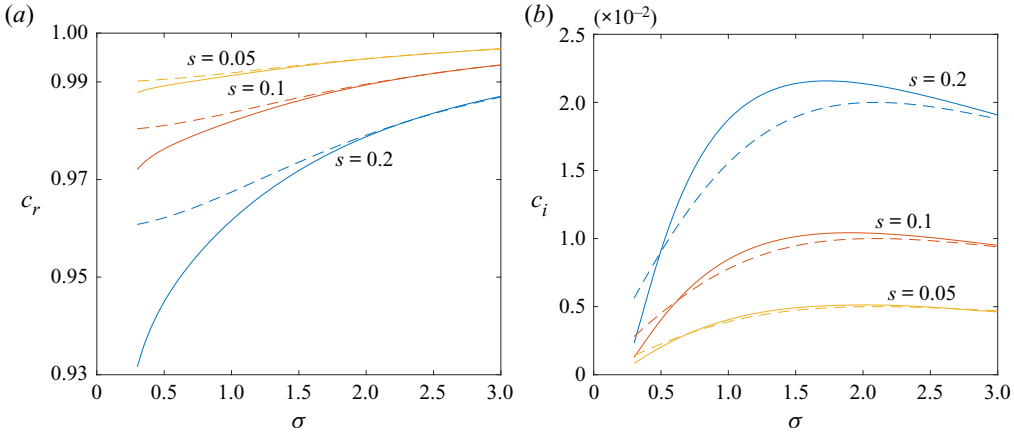 (a)
1.00
0.99
0.97
0.95
0.93
c_r
s = 0.05
s = 0.1
s = 0.2
0 0.5 1.0 1.5 2.0 2.5 3.0
σ
(b)
(×10⁻²)
2.5
2.0
1.5
1.0
0.5
0
c_i
s = 0.2
s = 0.1
s = 0.05
0 0.5 1.0 1.5 2.0 2.5 3.0
σ